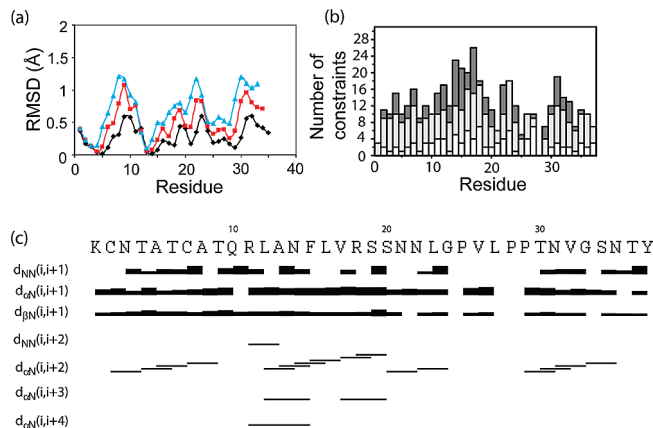 (a)
RMSD (Å)
2
1.5
1
0.5
0
0 10 20 30 40
Residue
(b)
Number of
constraints
28
24
20
16
12
8
4
0
0 10 20 30
Residue
(c)
10 20 30
K C N T A T C A T Q R L A N F L V R S S N N L G P V L P P T N V G S N T Y
dNN(i,i+1)
dαN(i,i+1)
dβN(i,i+1)
dNN(i,i+2)
dαN(i,i+2)
dαN(i,i+3)
dαN(i,i+4)